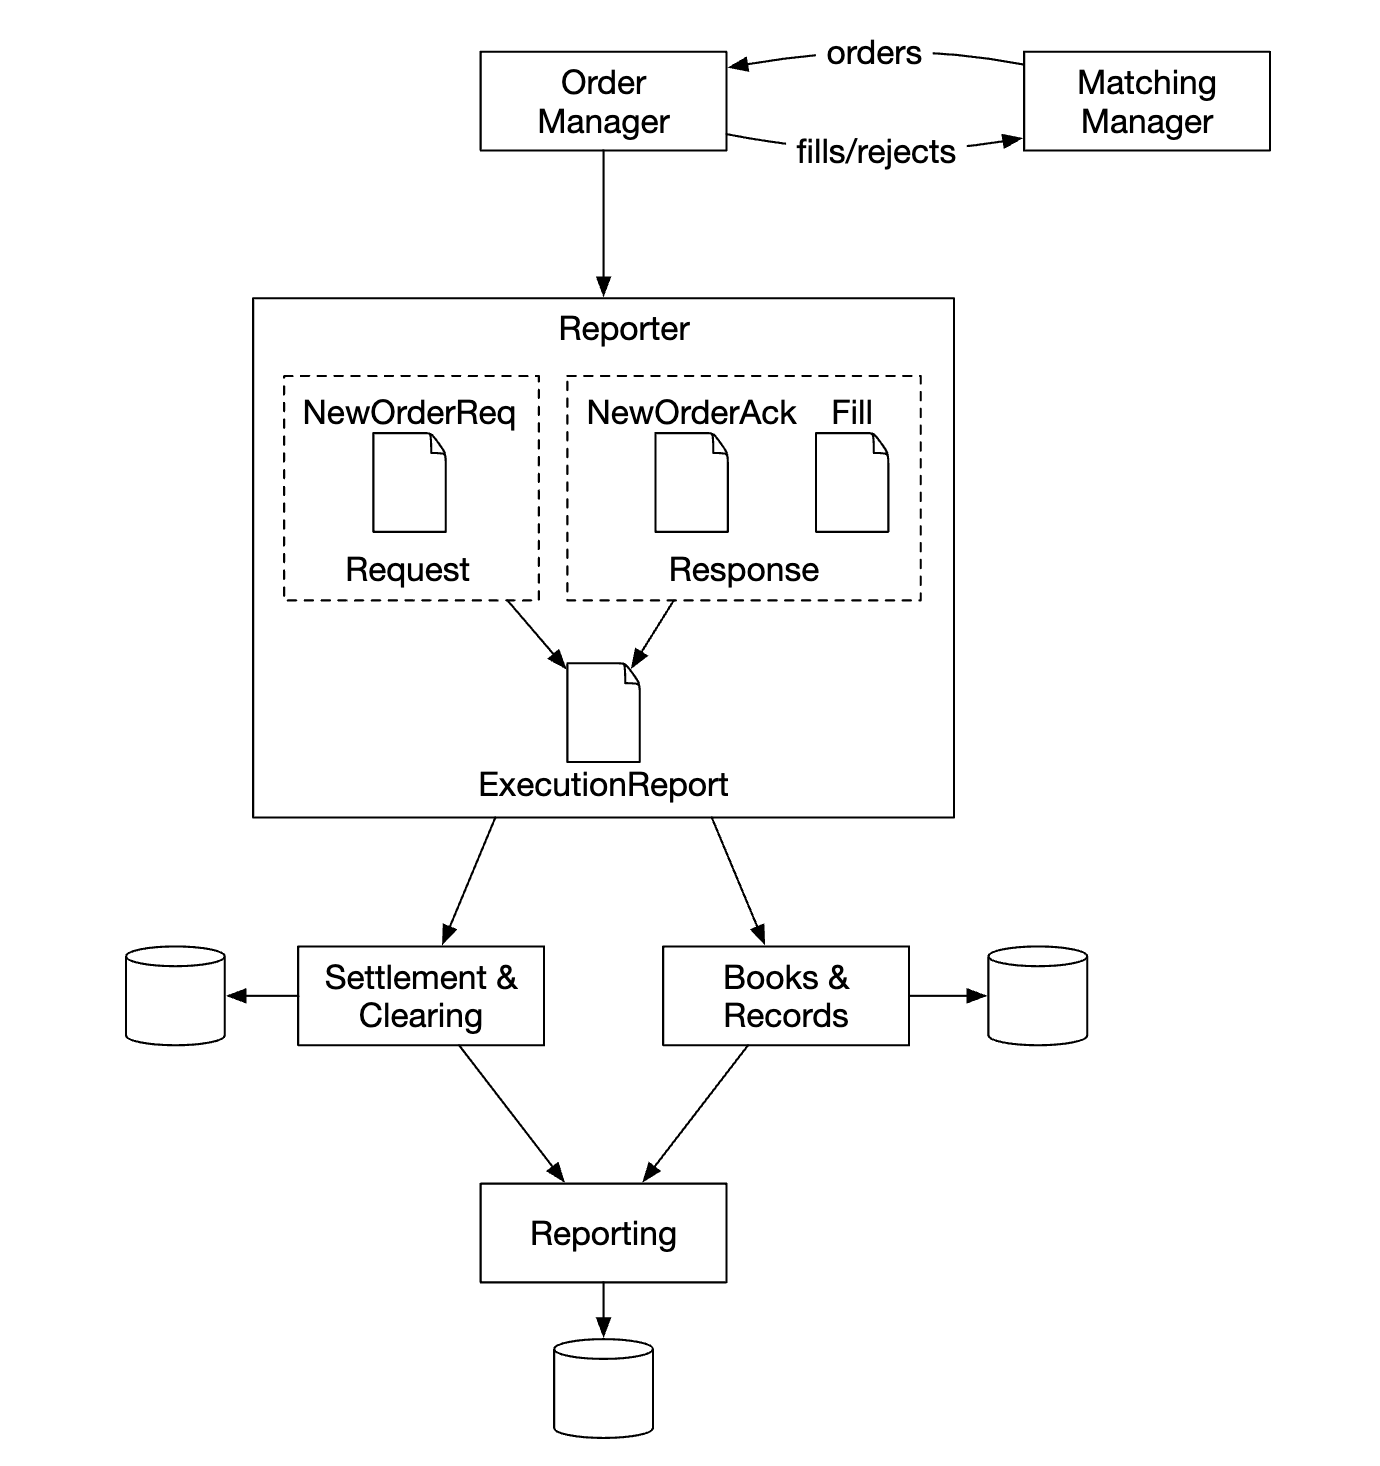 Order
Manager
orders
Matching
Manager
fills/rejects
Reporter
NewOrderReq
Request
NewOrderAck
Fill
Response
ExecutionReport
Settlement &
Clearing
Books &
Records
Reporting